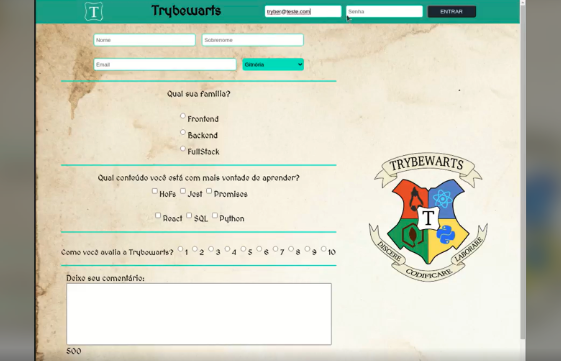 T Trybewarts tryber@teste.com Senha ENTRAR
Nome Sobrenome
Email Gitnória
Qual sua família?
Frontend
Backend
FullStack
Qual conteúdo você está com mais vontade de aprender?
HoFs Jest Promises
React SQL Python
Como você avalia a Trybewarts? 1 2 3 4 5 6 7 8 9 10
Deixe seu comentário:
500
TRYBEWARTS
T
DISCERE CODIFICARE LABORARE